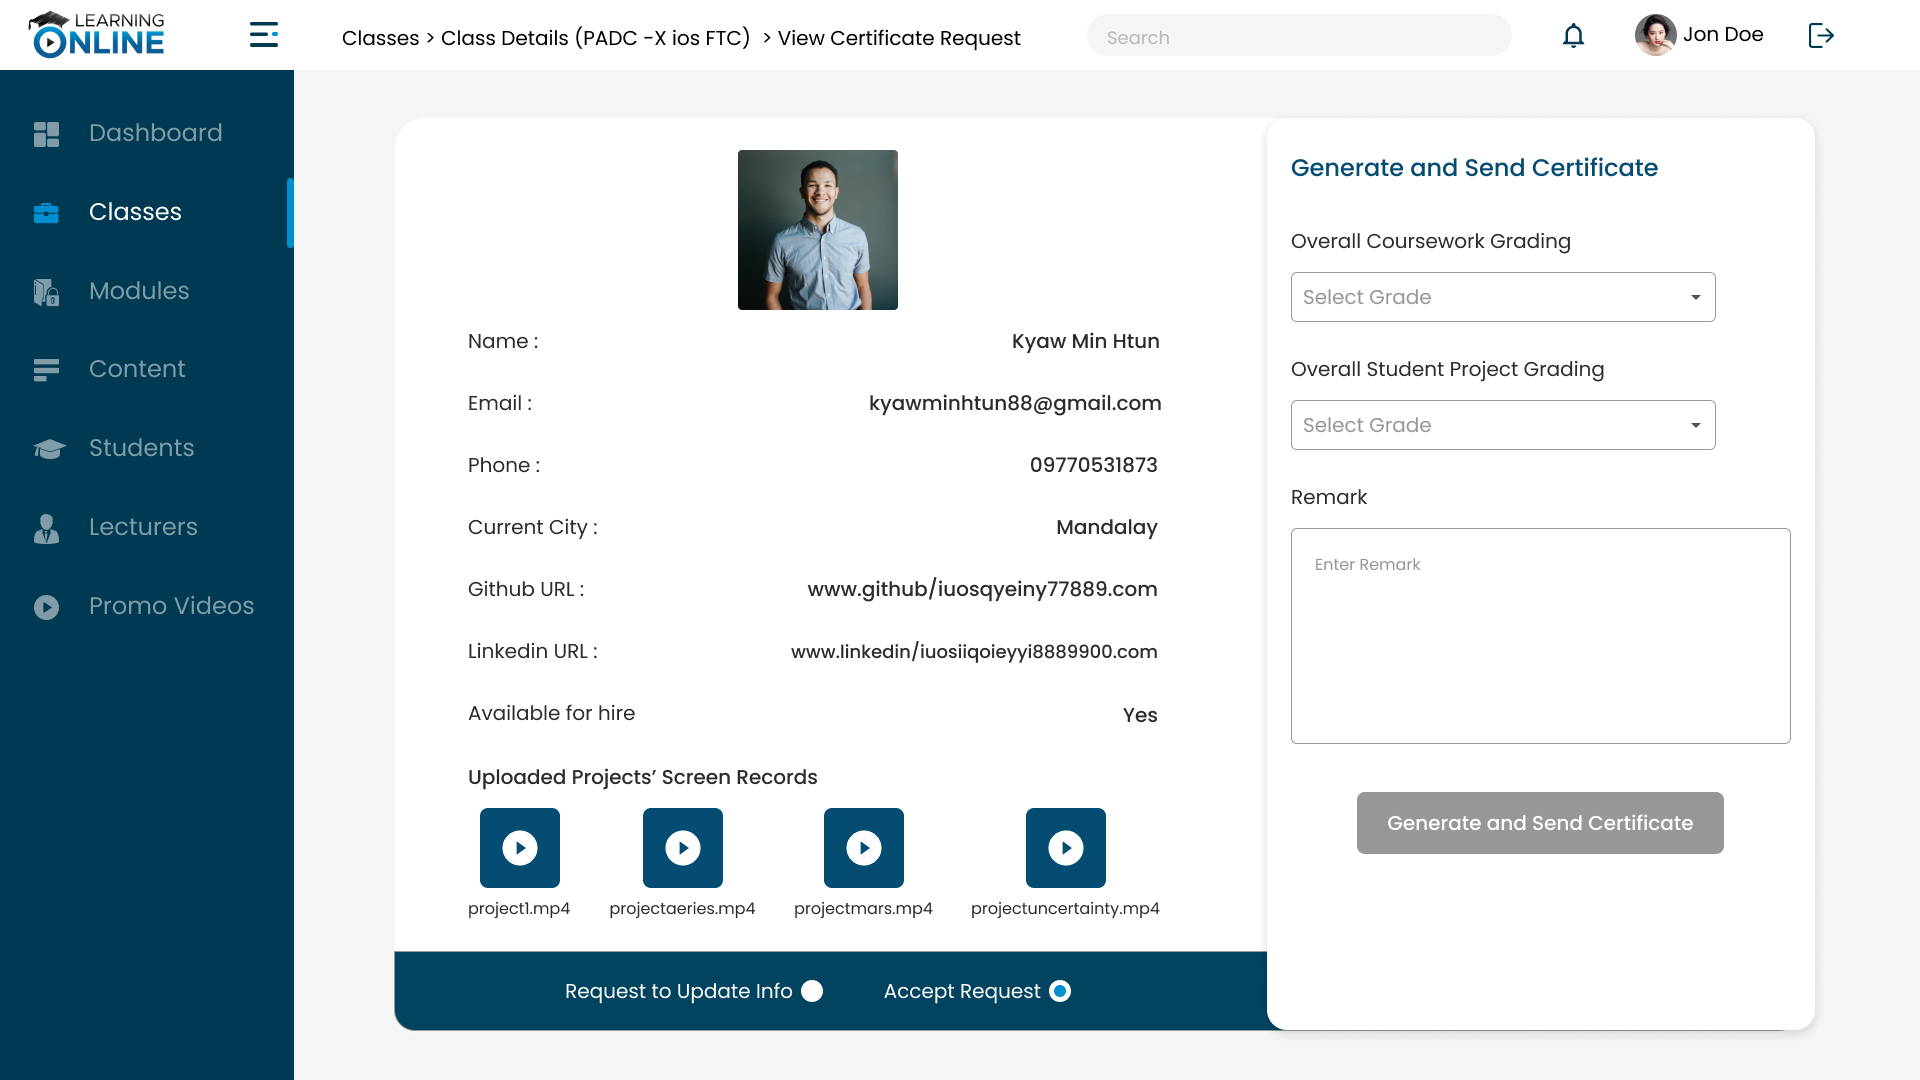 LEARNING
ONLINE
Classes > Class Details (PADC -X ios FTC) > View Certificate Request
Search
Jon Doe
Dashboard
Classes
Modules
Content
Students
Lecturers
Promo Videos
Name :
Kyaw Min Htun
Email :
kyawminhtun88@gmail.com
Phone :
09770531873
Current City :
Mandalay
Github URL :
www.github/iuosqyeiny77889.com
Linkedin URL :
www.linkedin/iuosiiqoieyyi8889900.com
Available for hire
Yes
Uploaded Projects’ Screen Records
project1.mp4
projectaeries.mp4
projectmars.mp4
projectuncertainty.mp4
Request to Update Info
Accept Request
Generate and Send Certificate
Overall Coursework Grading
Select Grade
Overall Student Project Grading
Select Grade
Remark
Enter Remark
Generate and Send Certificate